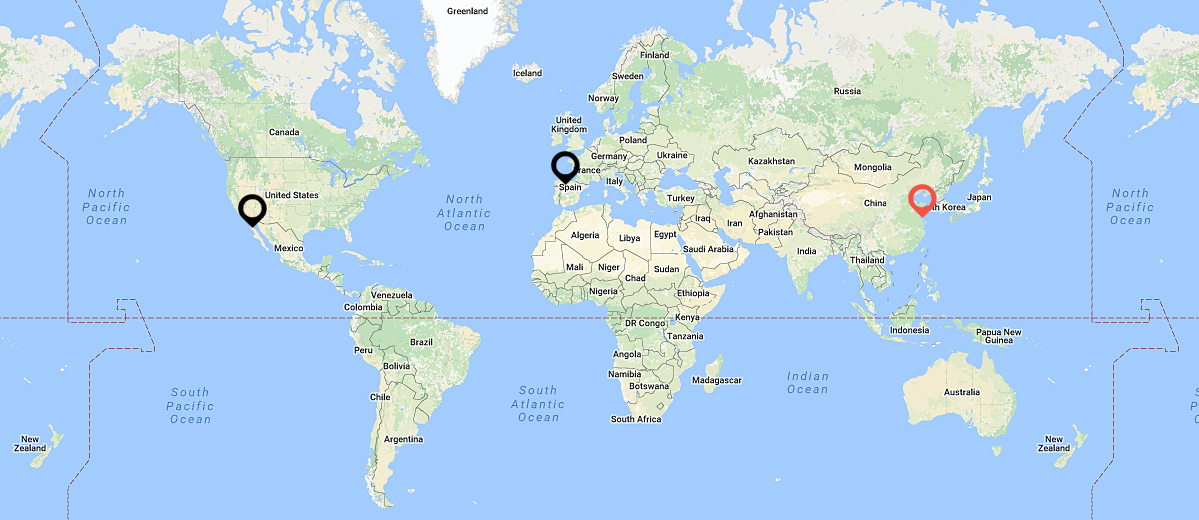 Greenland
Iceland
Finland
Sweden
Norway
Russia
United
Kingdom
Canada
Poland
Germany
Ukraine
Kazakhstan
Mongolia
rance
Italy
Spain
United States
Turkey
China
Japan
th Korea
North
Pacific
Ocean
North
Atlantic
Ocean
North
Pacific
Ocean
Iraq
Iran
Afghanistan
Pakistan
Algeria
Libya
Egypt
Saudi Arabia
India
Mexico
Thailand
Mali
Niger
Chad
Sudan
Nigeria
Ethiopia
Venezuela
Colombia
DR Congo
Kenya
Tanzania
Indonesia
Papua New
Guinea
Brazil
Peru
Bolivia
Angola
Namibia
Botswana
Madagascar
South
Pacific
Ocean
Chile
South
Atlantic
Ocean
Indian
Ocean
Australia
South Africa
Argentina
New
Zealand
New
Zealand
S
P